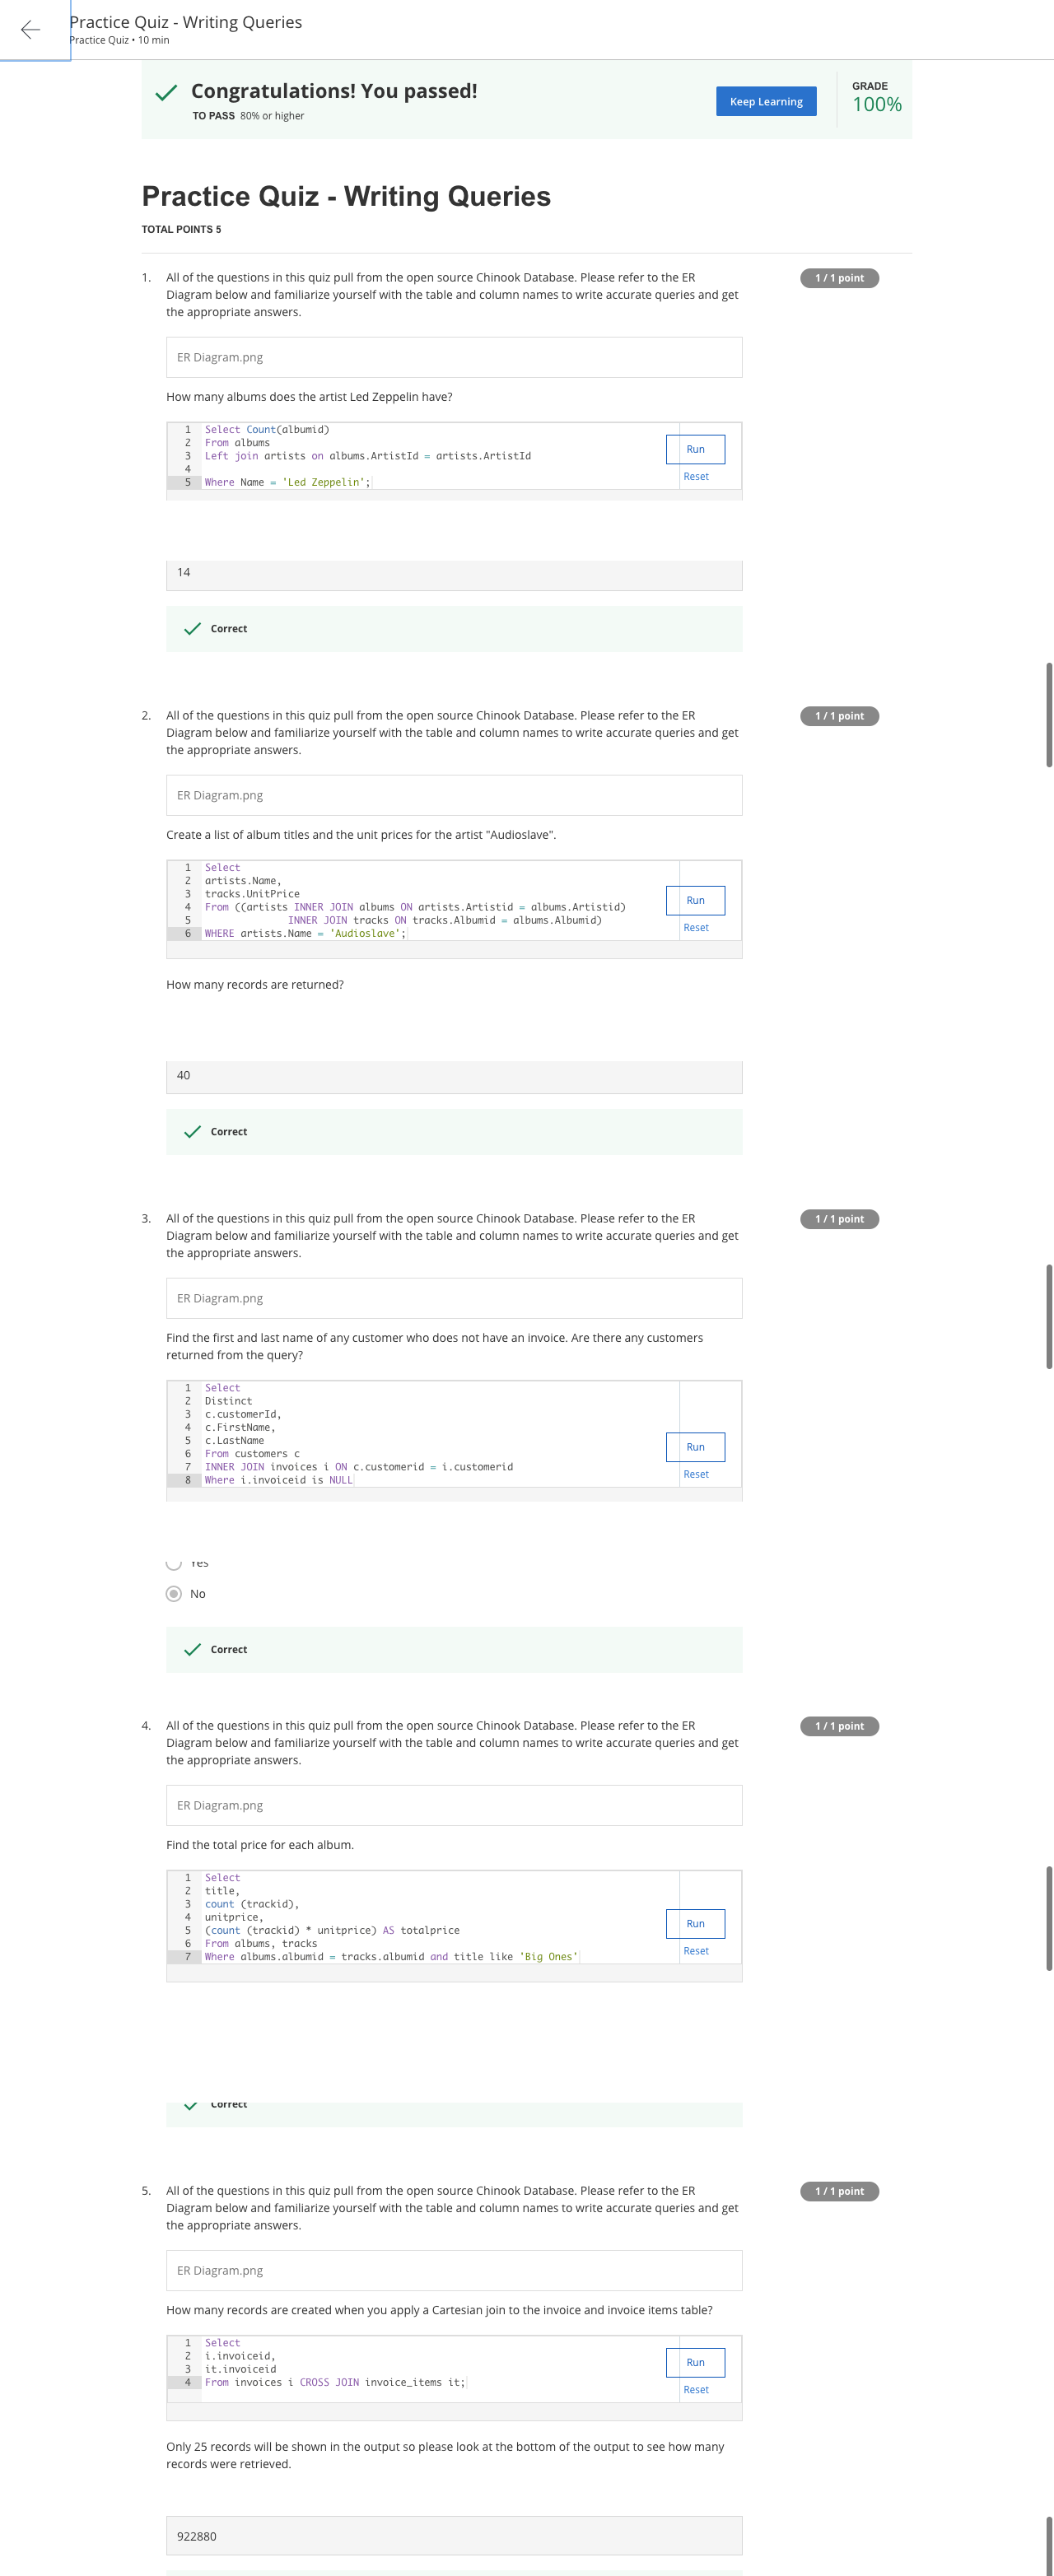 Practice Quiz - Writing Queries
Practice Quiz • 10 min
Congratulations! You passed!
TO PASS 80% or higher
Keep Learning
GRADE
100%
Practice Quiz - Writing Queries
TOTAL POINTS 5
1. All of the questions in this quiz pull from the open source Chinook Database. Please refer to the ER
Diagram below and familiarize yourself with the table and column names to write accurate queries and get
the appropriate answers.
1 / 1 point
ER Diagram.png
How many albums does the artist Led Zeppelin have?
1 Select Count(albumid)
2 From albums
3 Left join artists on albums.ArtistId = artists.ArtistId
4
5 Where Name = 'Led Zeppelin';
Run
Reset
14
Correct
2. All of the questions in this quiz pull from the open source Chinook Database. Please refer to the ER
Diagram below and familiarize yourself with the table and column names to write accurate queries and get
the appropriate answers.
1 / 1 point
ER Diagram.png
Create a list of album titles and the unit prices for the artist "Audioslave".
1 Select
2 artists.Name,
3 tracks.UnitPrice
4 From ((artists INNER JOIN albums ON artists.Artistid = albums.Artistid)
5 INNER JOIN tracks ON tracks.Albumid = albums.Albumid)
6 WHERE artists.Name = 'Audioslave';
Run
Reset
How many records are returned?
40
Correct
3. All of the questions in this quiz pull from the open source Chinook Database. Please refer to the ER
Diagram below and familiarize yourself with the table and column names to write accurate queries and get
the appropriate answers.
1 / 1 point
ER Diagram.png
Find the first and last name of any customer who does not have an invoice. Are there any customers
returned from the query?
1 Select
2 Distinct
3 c.customerId,
4 c.FirstName,
5 c.LastName
6 From customers c
7 INNER JOIN invoices i ON c.customerid = i.customerid
8 Where i.invoiceid is NULL
Run
Reset
Yes
No
Correct
4. All of the questions in this quiz pull from the open source Chinook Database. Please refer to the ER
Diagram below and familiarize yourself with the table and column names to write accurate queries and get
the appropriate answers.
1 / 1 point
ER Diagram.png
Find the total price for each album.
1 Select
2 title,
3 count (trackid),
4 unitprice,
5 (count (trackid) * unitprice) AS totalprice
6 From albums, tracks
7 Where albums.albumid = tracks.albumid and title like 'Big Ones'
Run
Reset
Correct
5. All of the questions in this quiz pull from the open source Chinook Database. Please refer to the ER
Diagram below and familiarize yourself with the table and column names to write accurate queries and get
the appropriate answers.
1 / 1 point
ER Diagram.png
How many records are created when you apply a Cartesian join to the invoice and invoice items table?
1 Select
2 i.invoiceid,
3 it.invoiceid
4 From invoices i CROSS JOIN invoice_items it;
Run
Reset
Only 25 records will be shown in the output so please look at the bottom of the output to see how many
records were retrieved.
922880